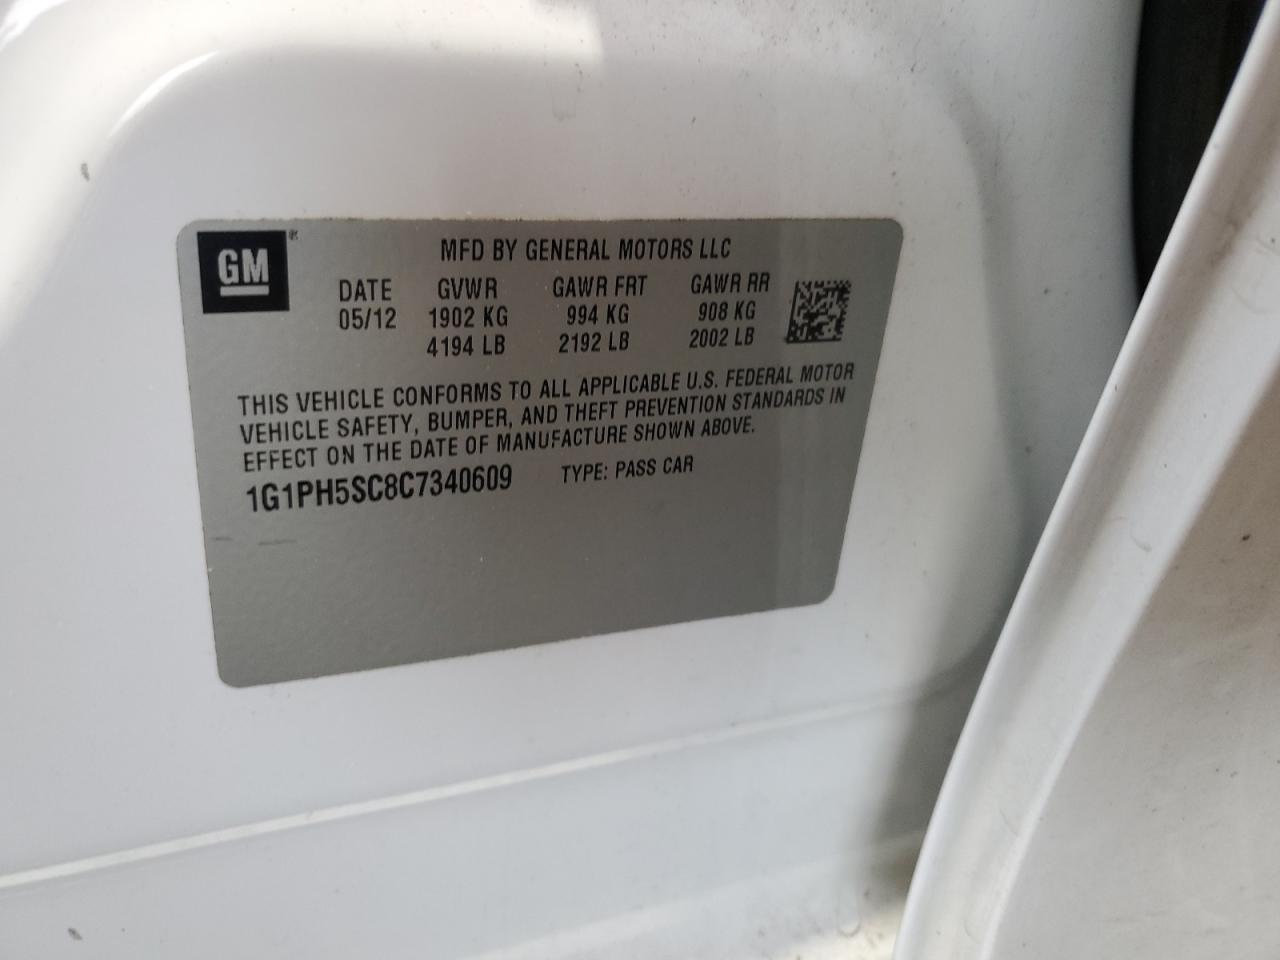 GM®
MFD BY GENERAL MOTORS LLC
DATE GVWR GAWR FRT GAWR RR
05/12 1902 KG 994 KG 908 KG
4194 LB 2192 LB 2002 LB
THIS VEHICLE CONFORMS TO ALL APPLICABLE U.S. FEDERAL MOTOR
VEHICLE SAFETY, BUMPER, AND THEFT PREVENTION STANDARDS IN
EFFECT ON THE DATE OF MANUFACTURE SHOWN ABOVE.
1G1PH5SC8C7340609 TYPE: PASS CAR